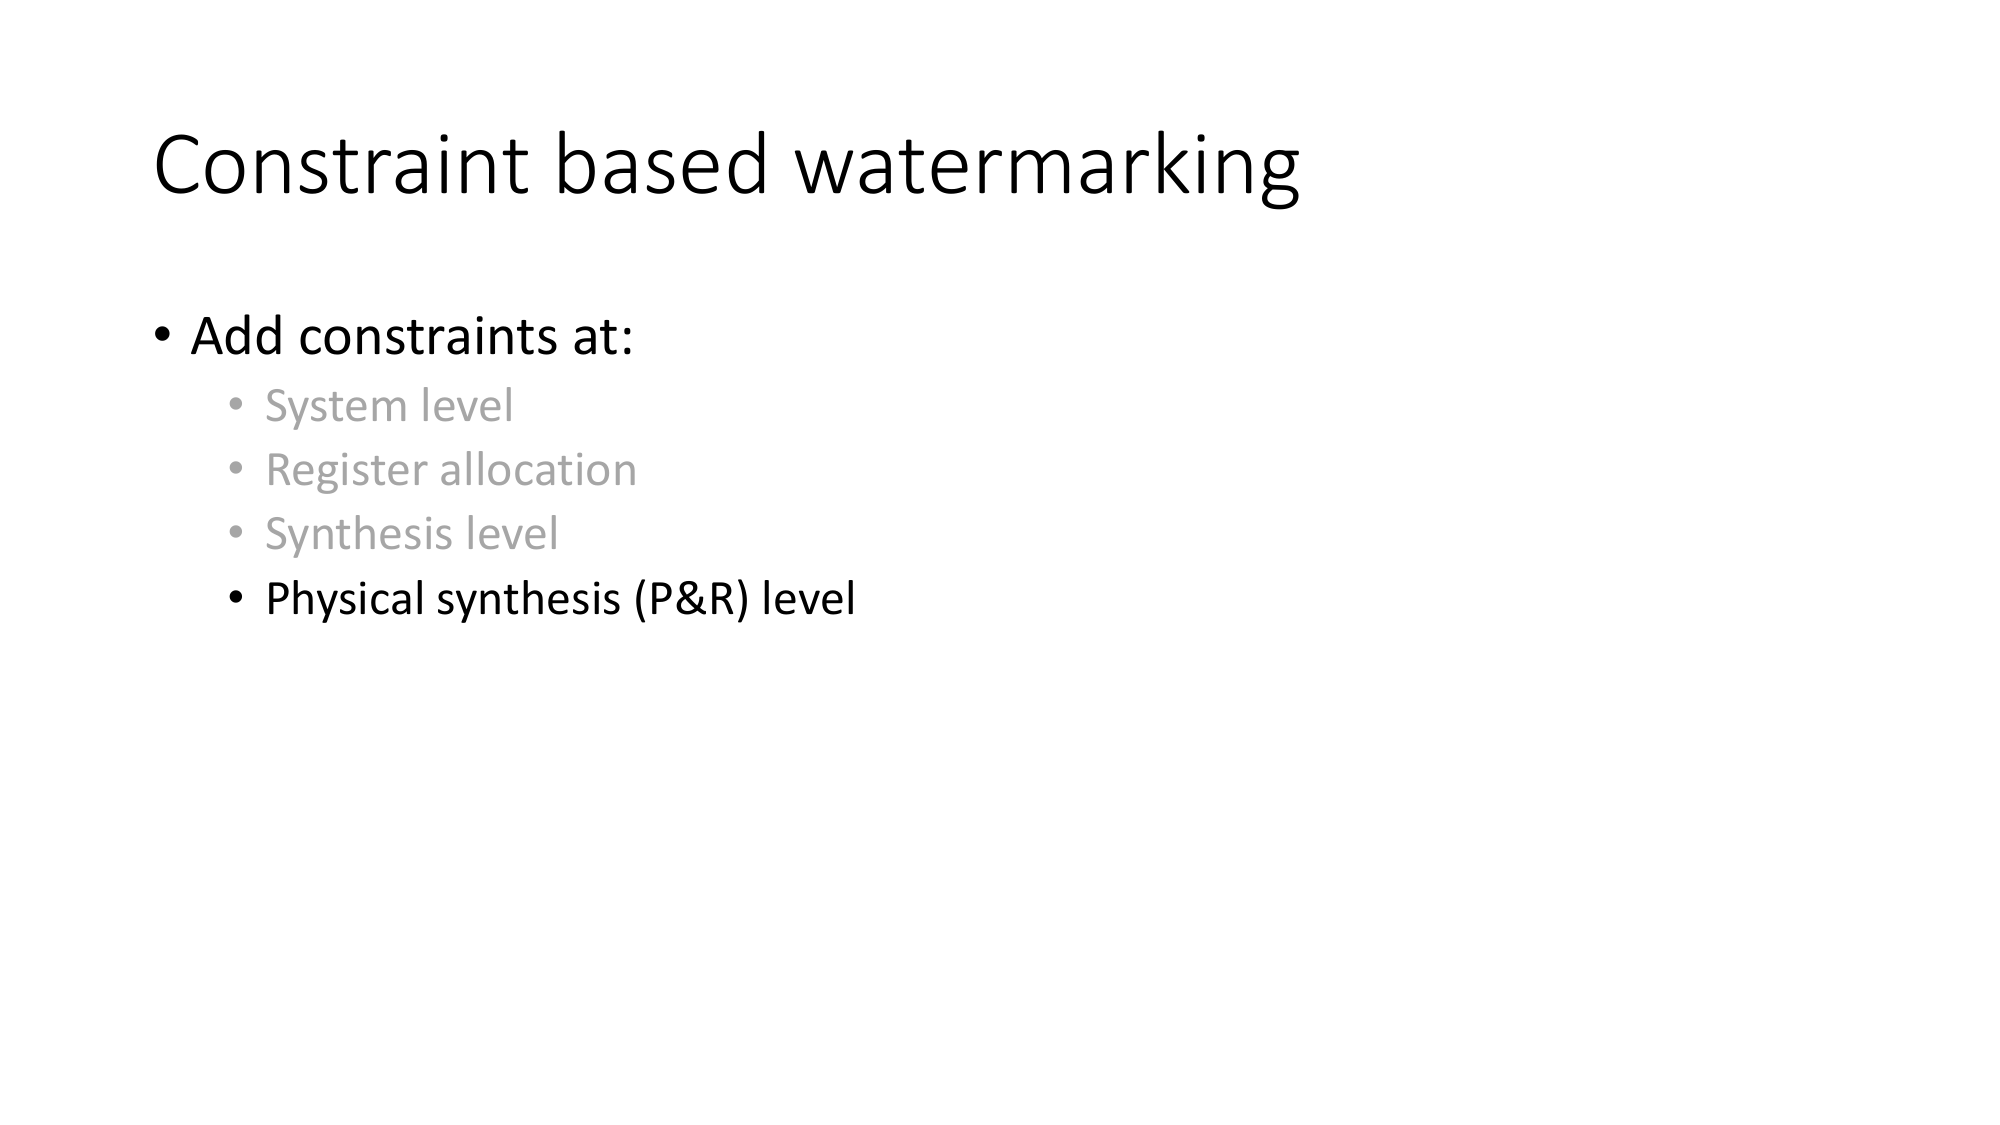 Constraint based watermarking
• Add constraints at:
• System level
• Register allocation
• Synthesis level
• Physical synthesis (P&R) level